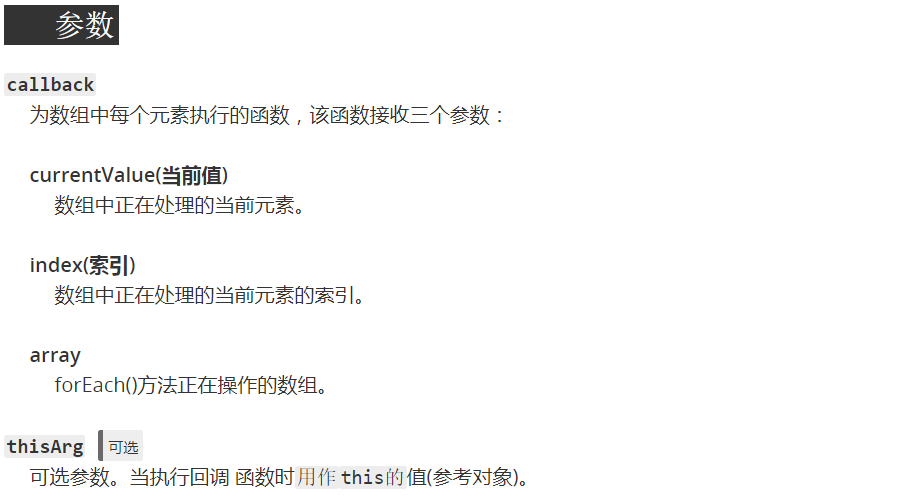 参数
callback
为数组中每个元素执行的函数，该函数接收三个参数：
currentValue(当前值)
数组中正在处理的当前元素。
index(索引)
数组中正在处理的当前元素的索引。
array
forEach()方法正在操作的数组。
thisArg 可选
可选参数。当执行回调 函数时用作this的值(参考对象)。